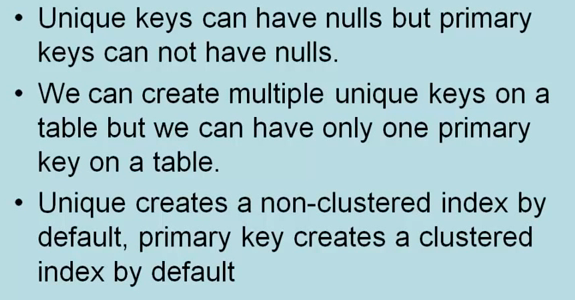 • Unique keys can have nulls but primary
keys can not have nulls.
• We can create multiple unique keys on a
table but we can have only one primary
key on a table.
• Unique creates a non-clustered index by
default, primary key creates a clustered
index by default